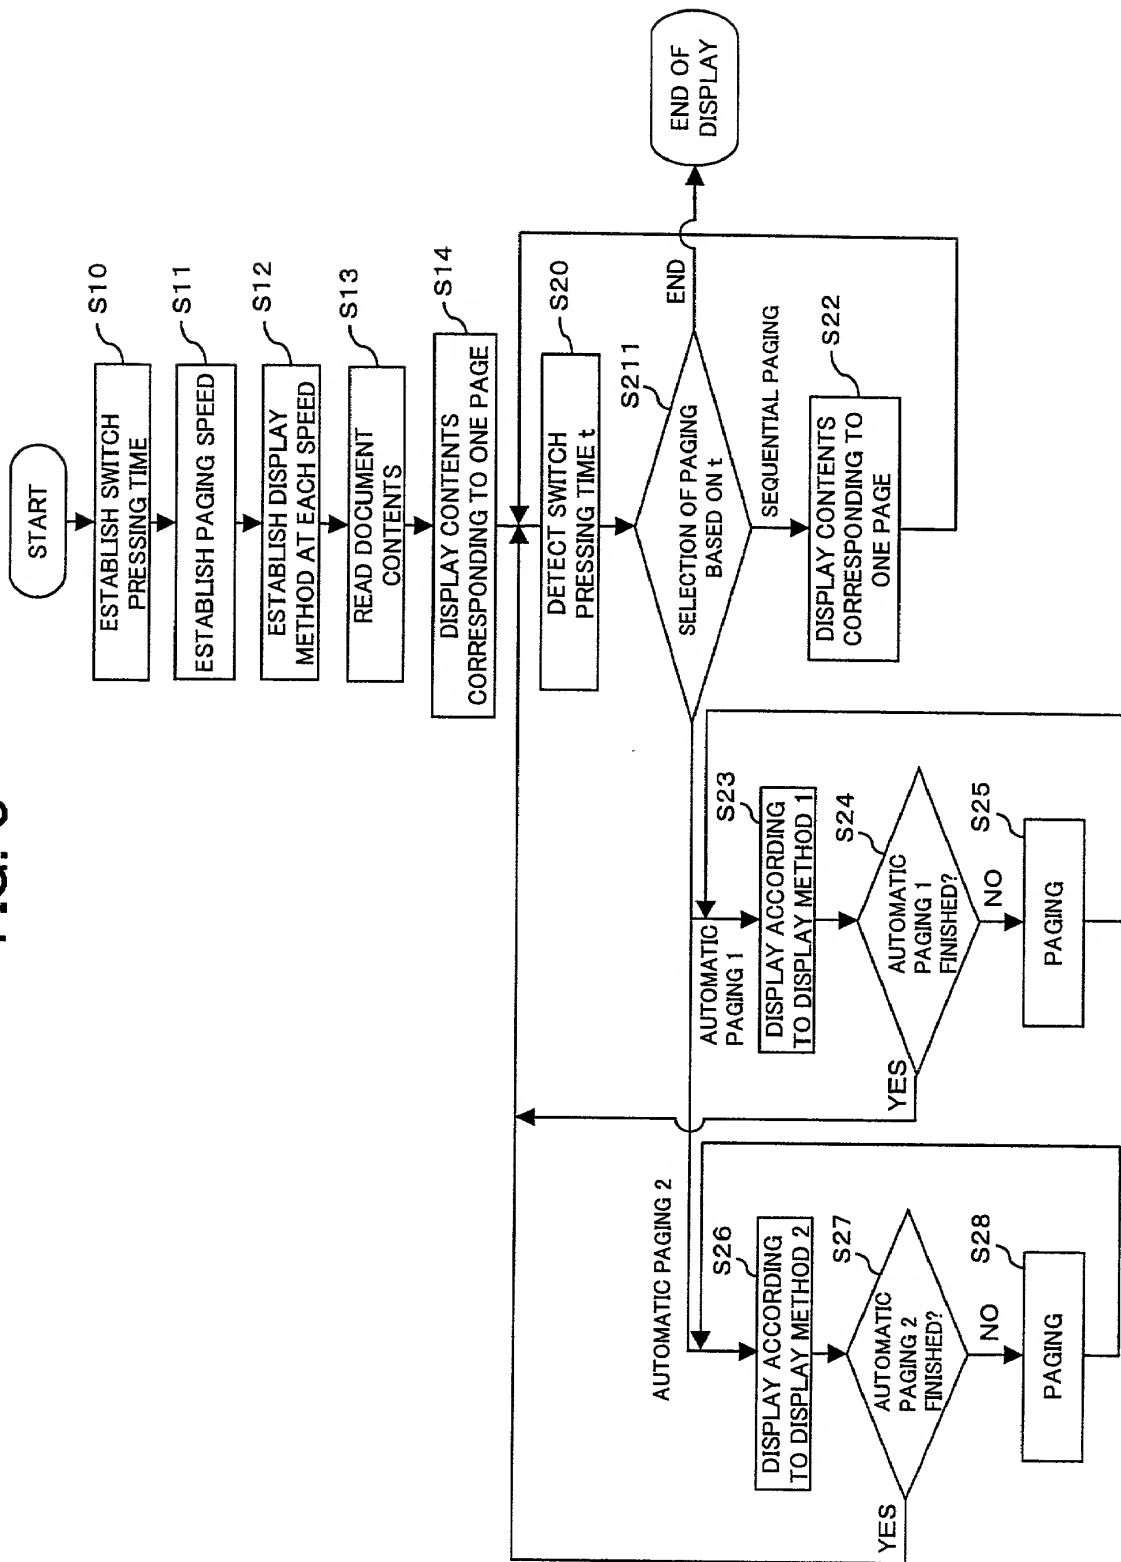 START
ESTABLISH SWITCH
PRESSING TIME
S10
ESTABLISH PAGING SPEED
S11
ESTABLISH DISPLAY
METHOD AT EACH SPEED
S12
READ DOCUMENT
CONTENTS
S13
DISPLAY CONTENTS
CORRESPONDING TO ONE PAGE
S14
DETECT SWITCH
PRESSING TIME t
S20
SELECTION OF PAGING
BASED ON t
S211
END
END OF
DISPLAY
SEQUENTIAL PAGING
DISPLAY CONTENTS
CORRESPONDING TO
ONE PAGE
S22
AUTOMATIC
PAGING 1
DISPLAY ACCORDING
TO DISPLAY METHOD 1
S23
AUTOMATIC
PAGING 1
FINISHED?
S24
YES
NO
PAGING
S25
AUTOMATIC PAGING 2
DISPLAY ACCORDING
TO DISPLAY METHOD 2
S26
AUTOMATIC
PAGING 2
FINISHED?
S27
YES
NO
PAGING
S28